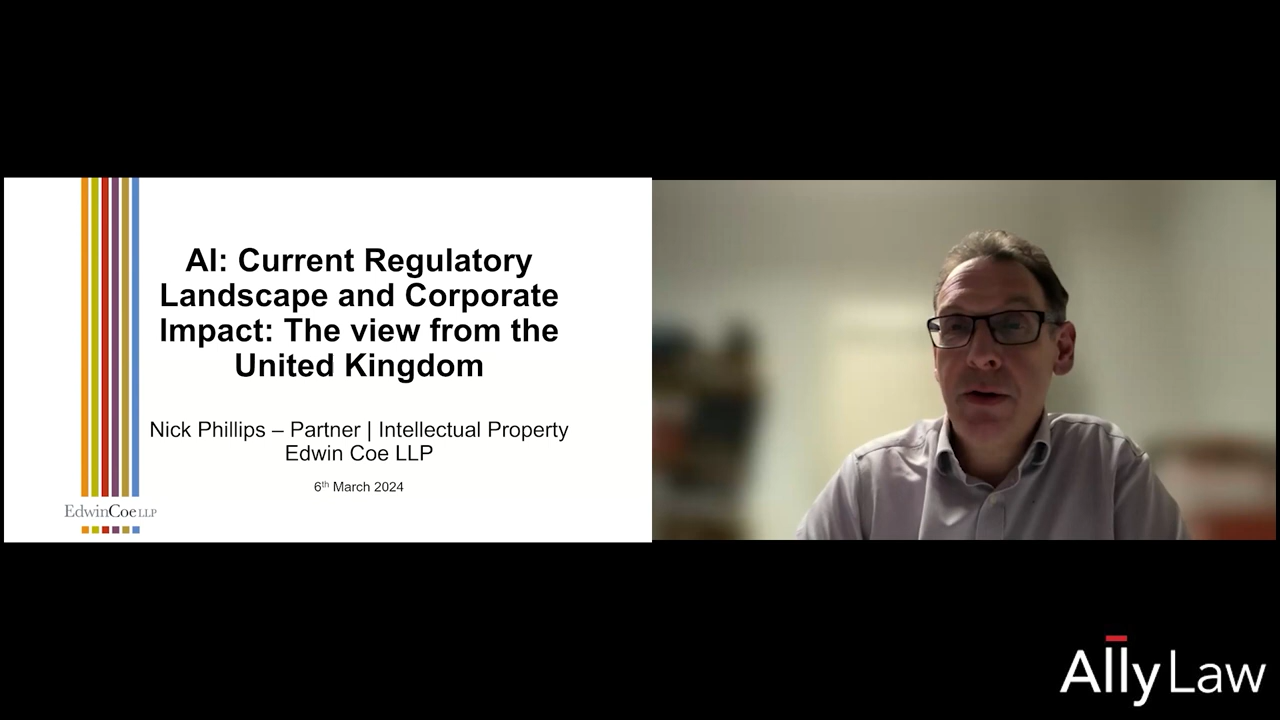 AI: Current Regulatory
Landscape and Corporate
Impact: The view from the
United Kingdom
Nick Phillips – Partner | Intellectual Property
Edwin Coe LLP
6th March 2024
EdwinCoe LLP
Ally Law